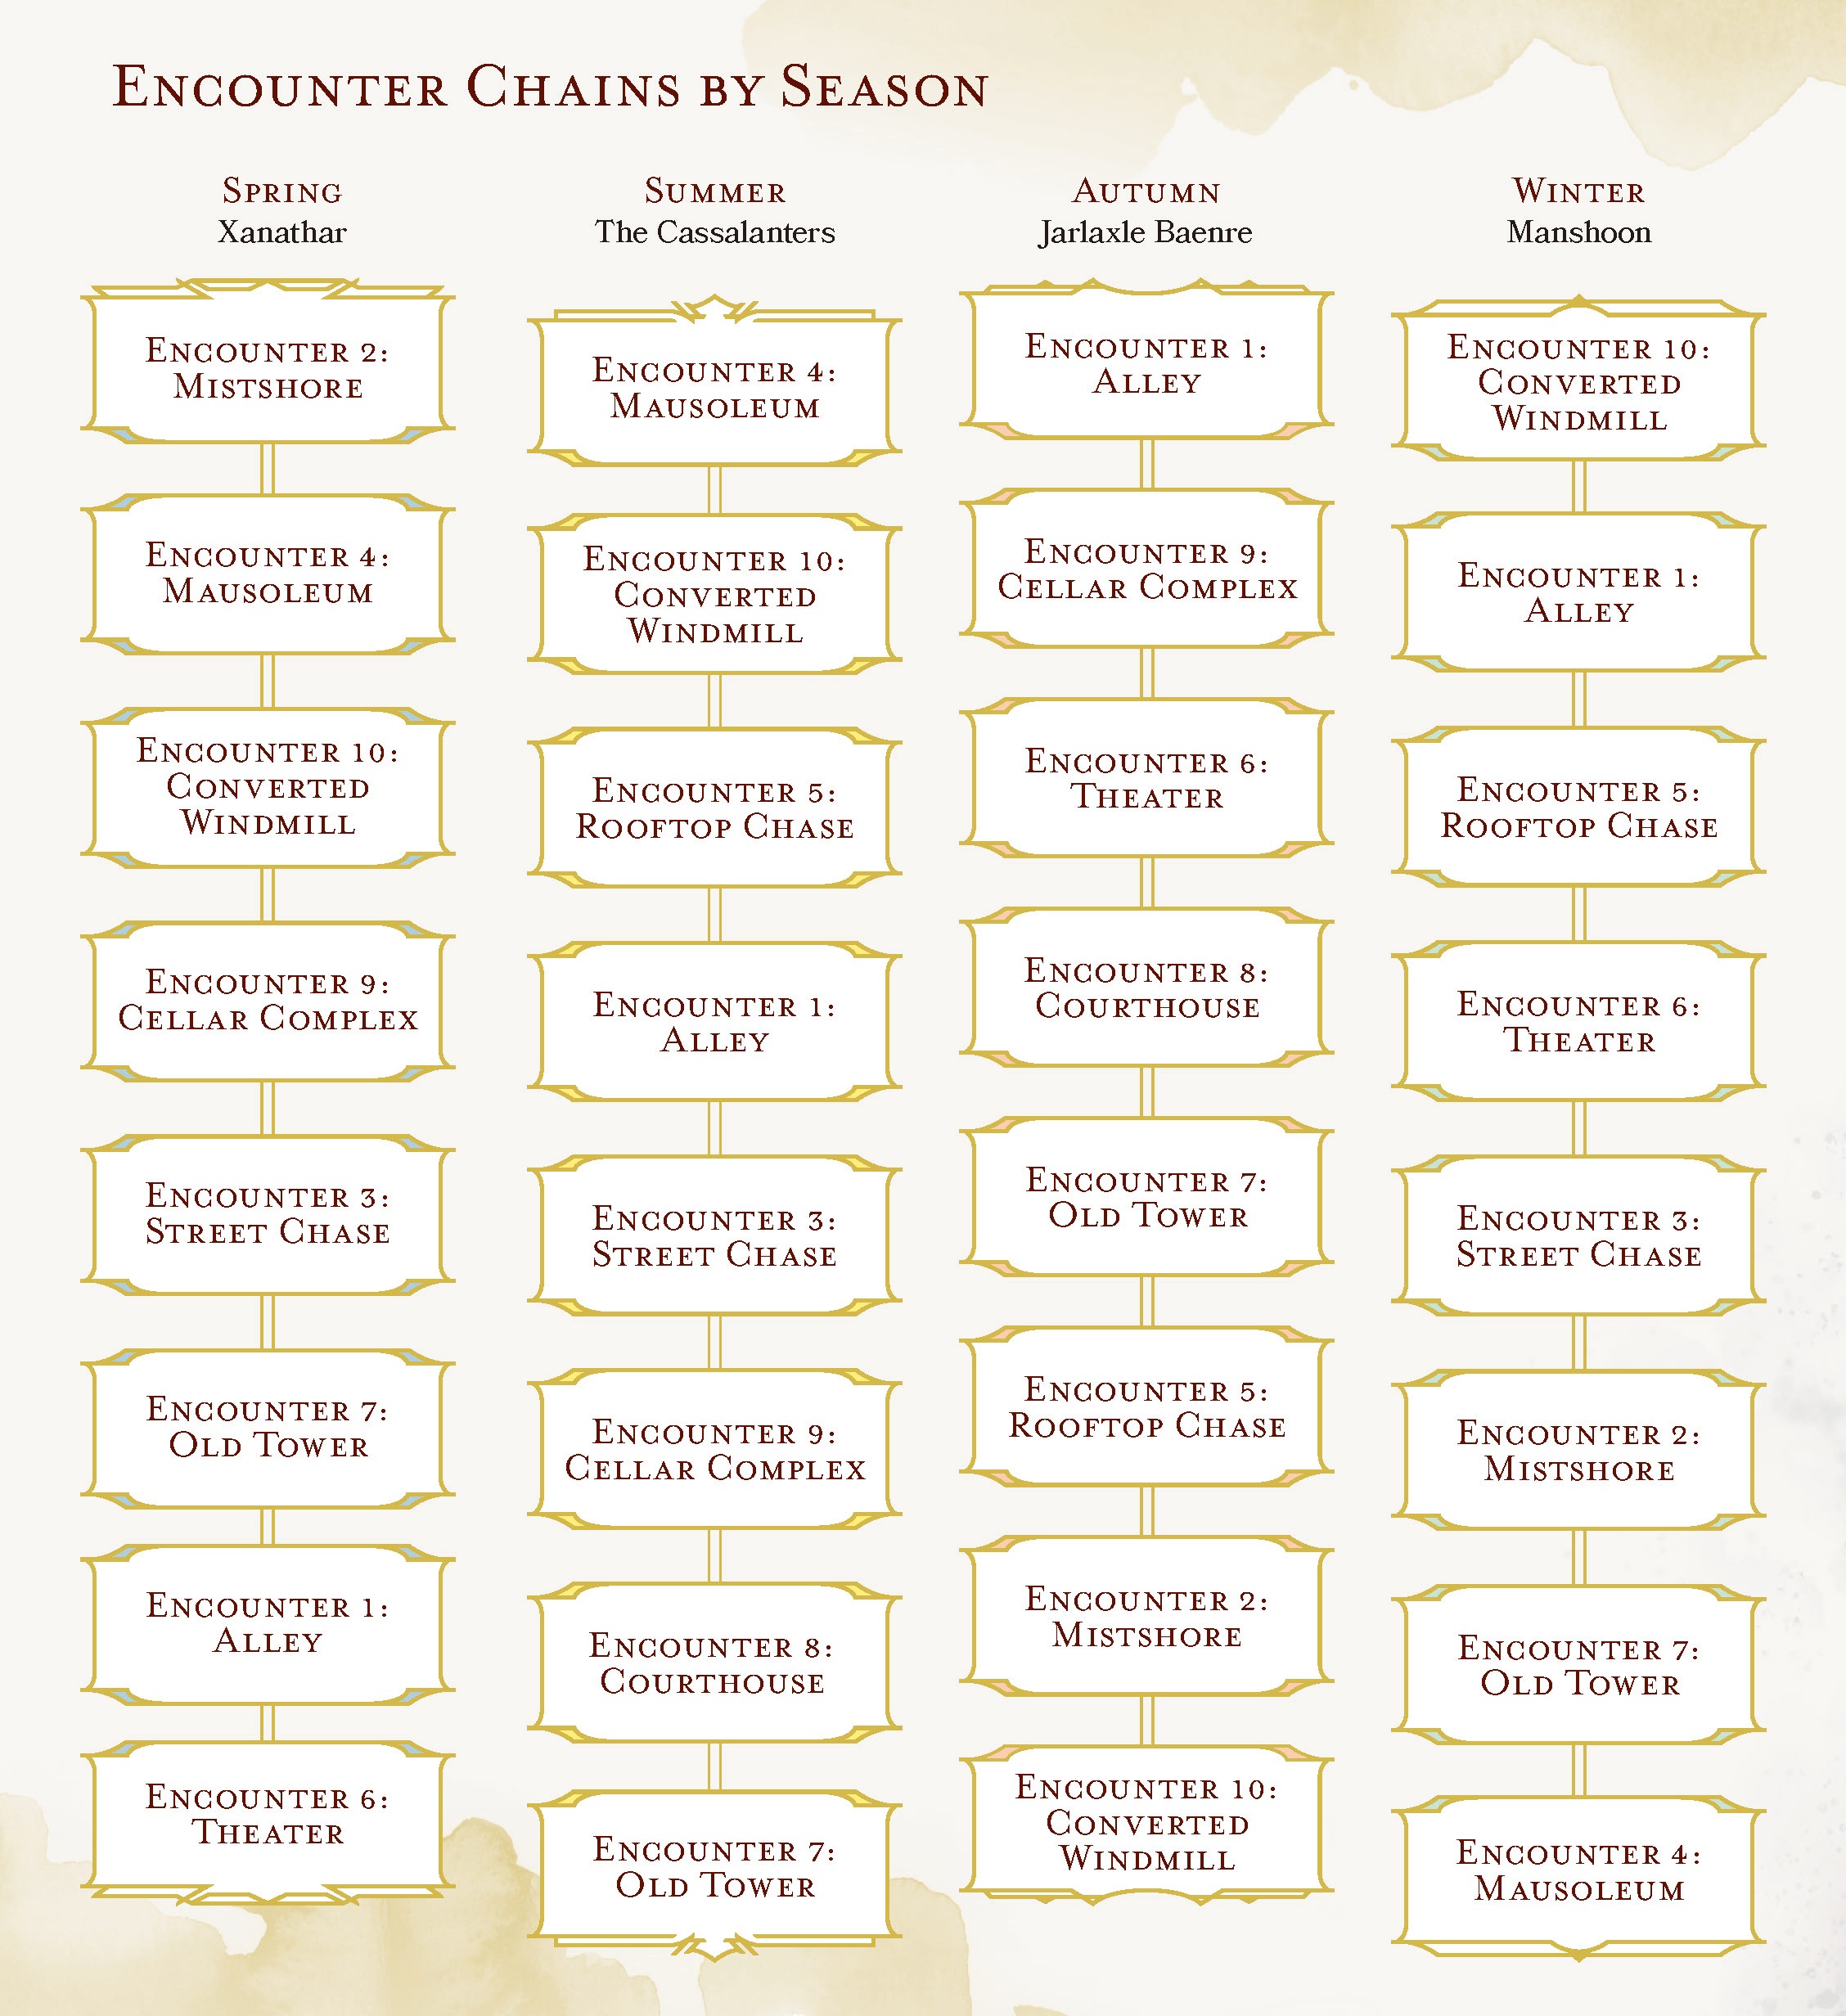 Encounter Chains by Season
Spring
Xanathar
Encounter 2:
Mistshore
Encounter 4:
Mausoleum
Encounter 10:
Converted
Windmill
Encounter 9:
Cellar Complex
Encounter 3:
Street Chase
Encounter 7:
Old Tower
Encounter 1:
Alley
Encounter 6:
Theater
Summer
The Cassalanters
Encounter 4:
Mausoleum
Encounter 10:
Converted
Windmill
Encounter 5:
Rooftop Chase
Encounter 1:
Alley
Encounter 3:
Street Chase
Encounter 9:
Cellar Complex
Encounter 8:
Courthouse
Encounter 7:
Old Tower
Autumn
Jarlaxle Baenre
Encounter 1:
Alley
Encounter 9:
Cellar Complex
Encounter 6:
Theater
Encounter 8:
Courthouse
Encounter 7:
Old Tower
Encounter 5:
Rooftop Chase
Encounter 2:
Mistshore
Encounter 10:
Converted
Windmill
Winter
Manshoon
Encounter 10:
Converted
Windmill
Encounter 1:
Alley
Encounter 5:
Rooftop Chase
Encounter 6:
Theater
Encounter 3:
Street Chase
Encounter 2:
Mistshore
Encounter 7:
Old Tower
Encounter 4:
Mausoleum